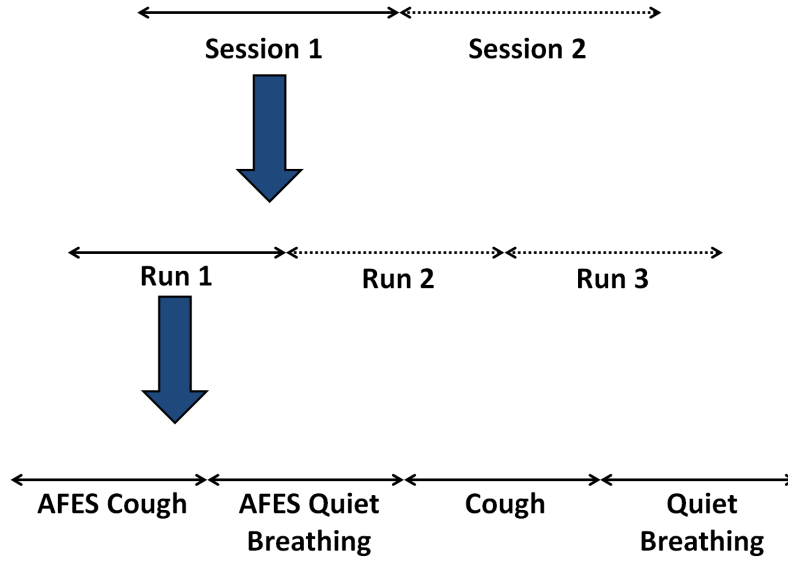 Session 1 Session 2
Run 1 Run 2 Run 3
AFES Cough AFES Quiet Cough Quiet
Breathing Breathing